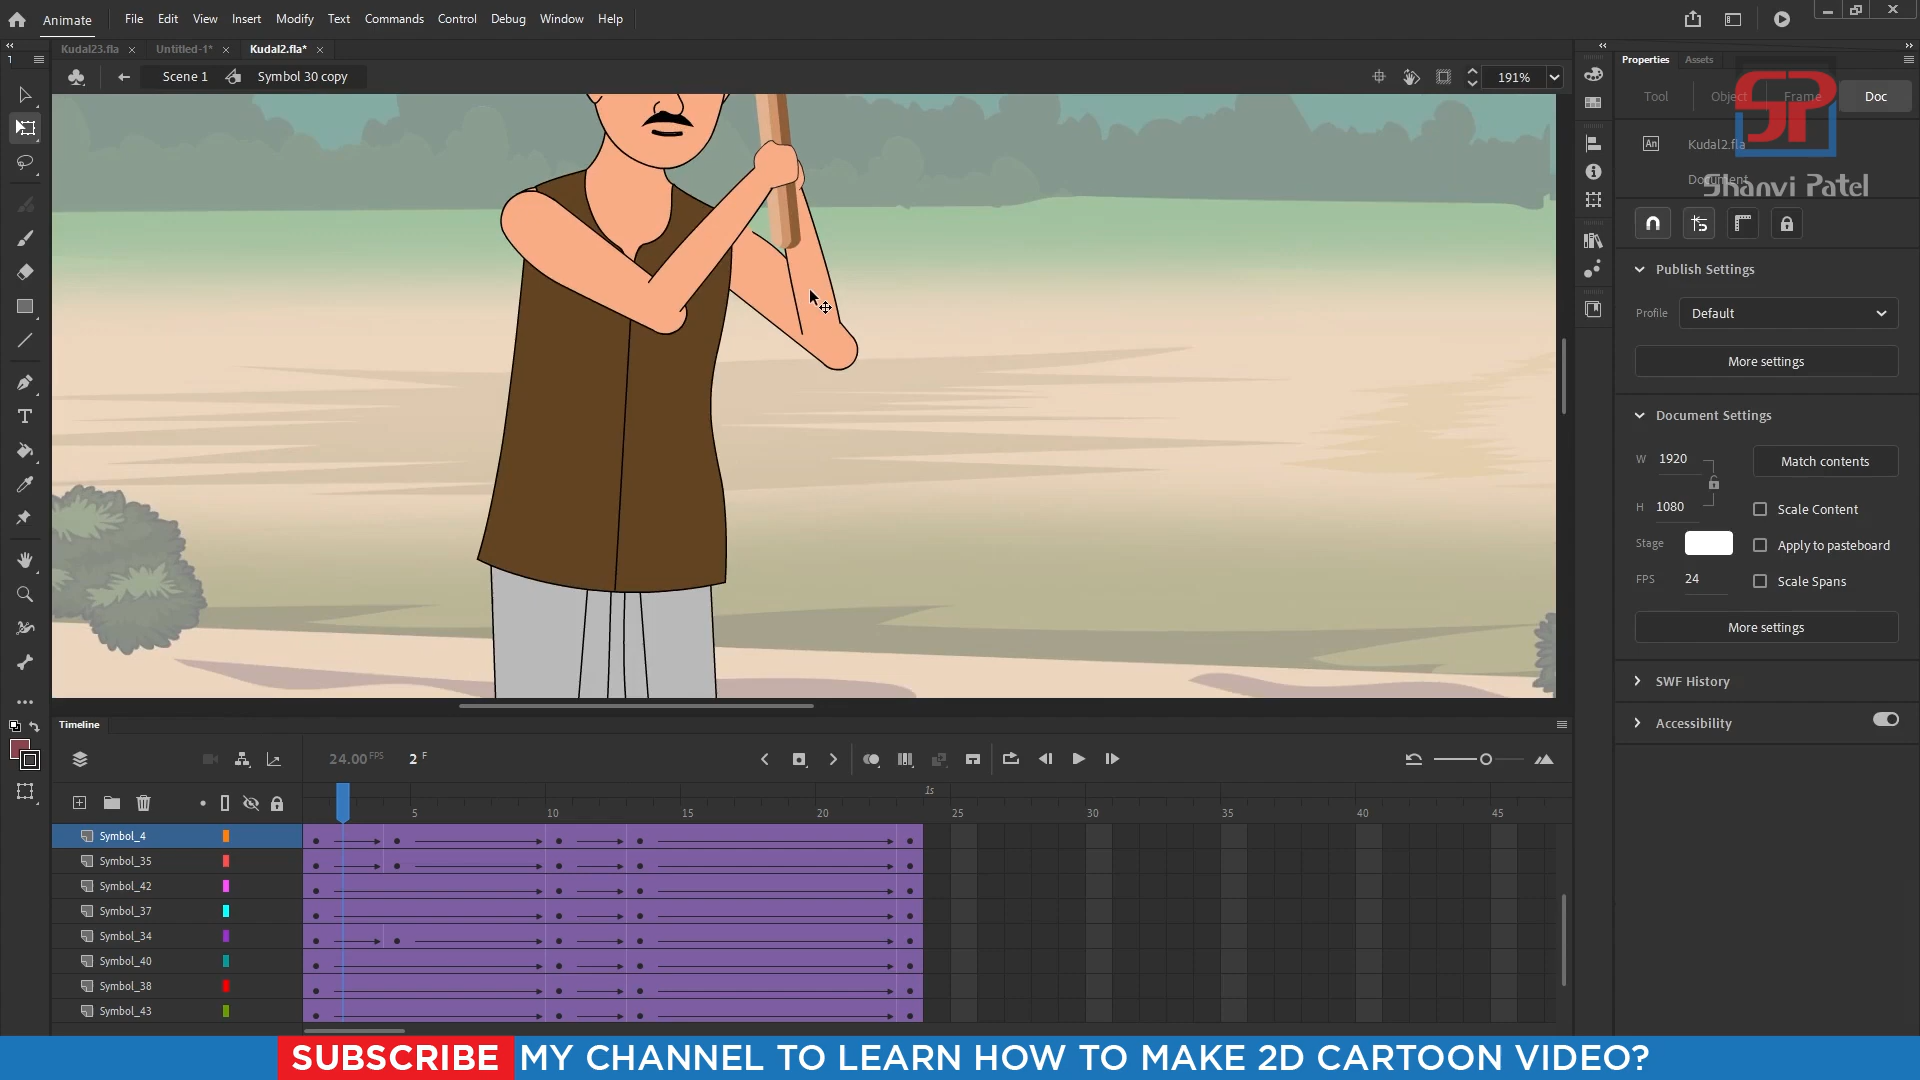 Animate File Edit View Insert Modify Text Commands Control Debug Window Help
Kudal23.fla Untitled-1* Kudal2.fla*
Scene 1 Symbol 30 copy 191%
Properties Assets
Tool Object Frame Doc
SP
An Kudal2.fla
Document
Shanvi Patel
Publish Settings
Profile Default
More settings
Document Settings
W 1920 Match contents
H 1080 Scale Content
Stage Apply to pasteboard
FPS 24 Scale Spans
More settings
SWF History
Accessibility
Timeline
24.00 FPS 2 F
1s
5 10 15 20 25 30 35 40 45
Symbol_4
Symbol_35
Symbol_42
Symbol_37
Symbol_34
Symbol_40
Symbol_38
Symbol_43
SUBSCRIBE MY CHANNEL TO LEARN HOW TO MAKE 2D CARTOON VIDEO?